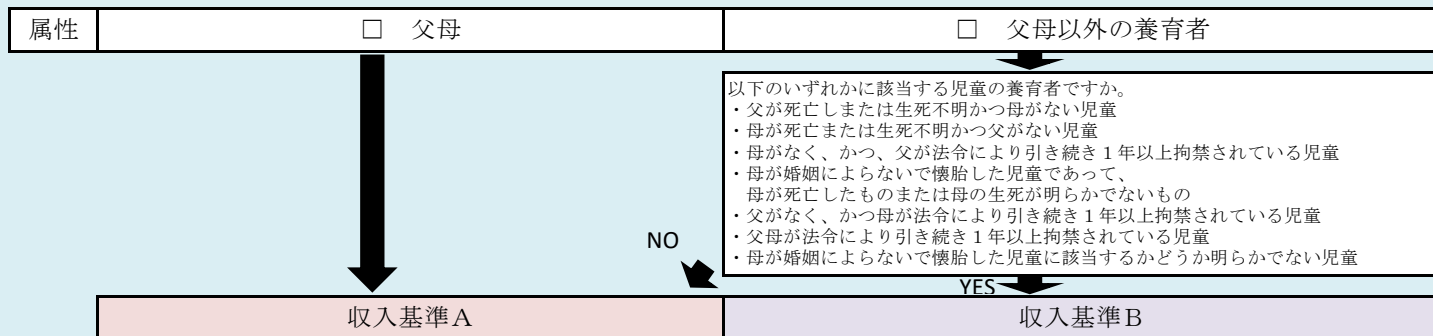 属性
□ 父母
□ 父母以外の養育者
以下のいずれかに該当する児童の養育者ですか。
・父が死亡しまたは生死不明かつ母がない児童
・母が死亡または生死不明かつ父がない児童
・母がなく、かつ、父が法令により引き続き１年以上拘禁されている児童
・母が婚姻によらないで懐胎した児童であって、
母が死亡したものまたは母の生死が明らかでないもの
・父がなく、かつ母が法令により引き続き１年以上拘禁されている児童
・父母が法令により引き続き１年以上拘禁されている児童
・母が婚姻によらないで懐胎した児童に該当するかどうか明らかでない児童
NO
YES
収入基準Ａ
収入基準Ｂ